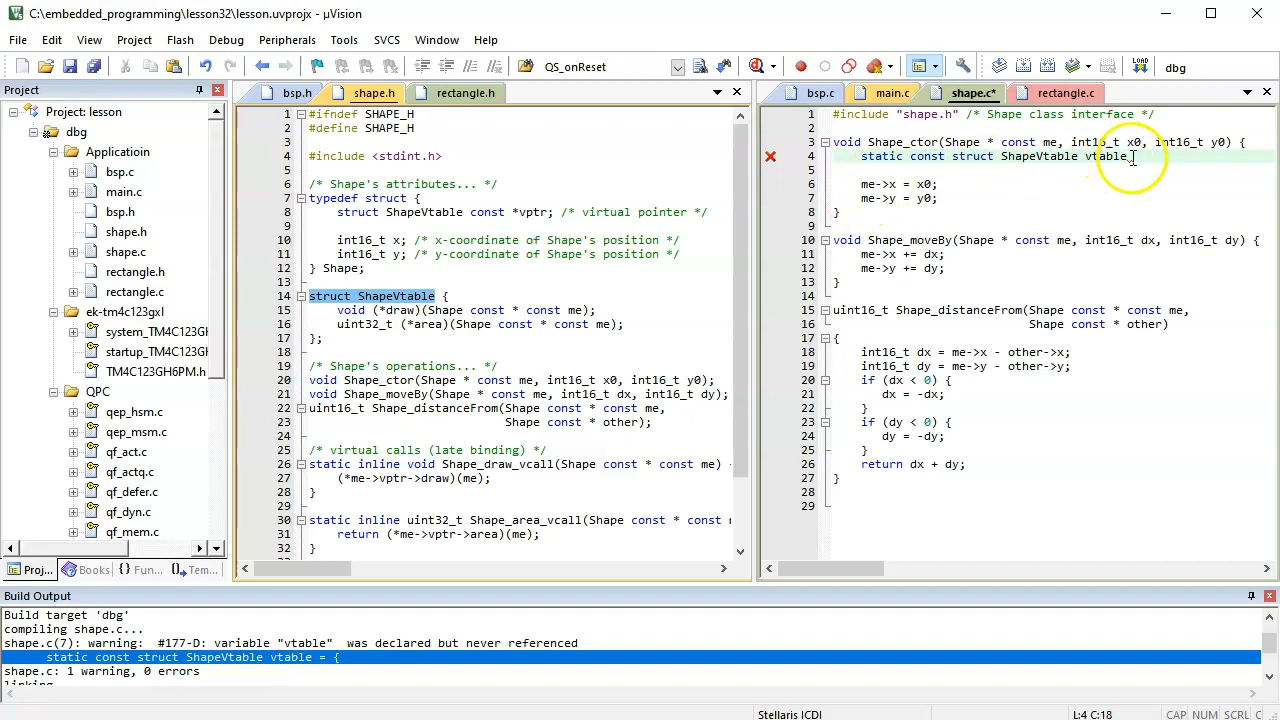 C:\embedded_programming\lesson32\lesson.uvprojx - µVision
File Edit View Project Flash Debug Peripherals Tools SVCS Window Help
QS_onReset
LOAD
dbg
Project
Project: lesson
dbg
Applicatioin
bsp.c
main.c
bsp.h
shape.h
shape.c
rectangle.h
rectangle.c
ek-tm4c123gxl
system_TM4C123GH
startup_TM4C123GH
TM4C123GH6PM.h
QPC
qep_hsm.c
qep_msm.c
qf_act.c
qf_actq.c
qf_defer.c
qf_dyn.c
qf_mem.c
Proj... Books {} Fun... Tem...
bsp.h shape.h rectangle.h
1 #ifndef SHAPE_H
2 #define SHAPE_H
3
4 #include <stdint.h>
5
6 /* Shape's attributes... */
7 typedef struct {
8 struct ShapeVtable const *vptr; /* virtual pointer */
9
10 int16_t x; /* x-coordinate of Shape's position */
11 int16_t y; /* y-coordinate of Shape's position */
12 } Shape;
13
14 struct ShapeVtable {
15 void (*draw)(Shape const * const me);
16 uint32_t (*area)(Shape const * const me);
17 };
18
19 /* Shape's operations... */
20 void Shape_ctor(Shape * const me, int16_t x0, int16_t y0);
21 void Shape_moveBy(Shape * const me, int16_t dx, int16_t dy);
22 uint16_t Shape_distanceFrom(Shape const * const me,
23 Shape const * other);
24
25 /* virtual calls (late binding) */
26 static inline void Shape_draw_vcall(Shape const * const me)
27 (*me->vptr->draw)(me);
28 }
29
30 static inline uint32_t Shape_area_vcall(Shape const * const
31 return (*me->vptr->area)(me);
32 }
bsp.c main.c shape.c* rectangle.c
1 #include "shape.h" /* Shape class interface */
2
3 void Shape_ctor(Shape * const me, int16_t x0, int16_t y0) {
4 static const struct ShapeVtable vtable
5
6 me->x = x0;
7 me->y = y0;
8 }
9
10 void Shape_moveBy(Shape * const me, int16_t dx, int16_t dy) {
11 me->x += dx;
12 me->y += dy;
13 }
14
15 uint16_t Shape_distanceFrom(Shape const * const me,
16 Shape const * other)
17 {
18 int16_t dx = me->x - other->x;
19 int16_t dy = me->y - other->y;
20 if (dx < 0) {
21 dx = -dx;
22 }
23 if (dy < 0) {
24 dy = -dy;
25 }
26 return dx + dy;
27 }
28
29
Build Output
Build target 'dbg'
compiling shape.c...
shape.c(7): warning: #177-D: variable "vtable" was declared but never referenced
static const struct ShapeVtable vtable = {
shape.c: 1 warning, 0 errors
linking
Stellaris ICDI L:4 C:18 CAP NUM SCRL